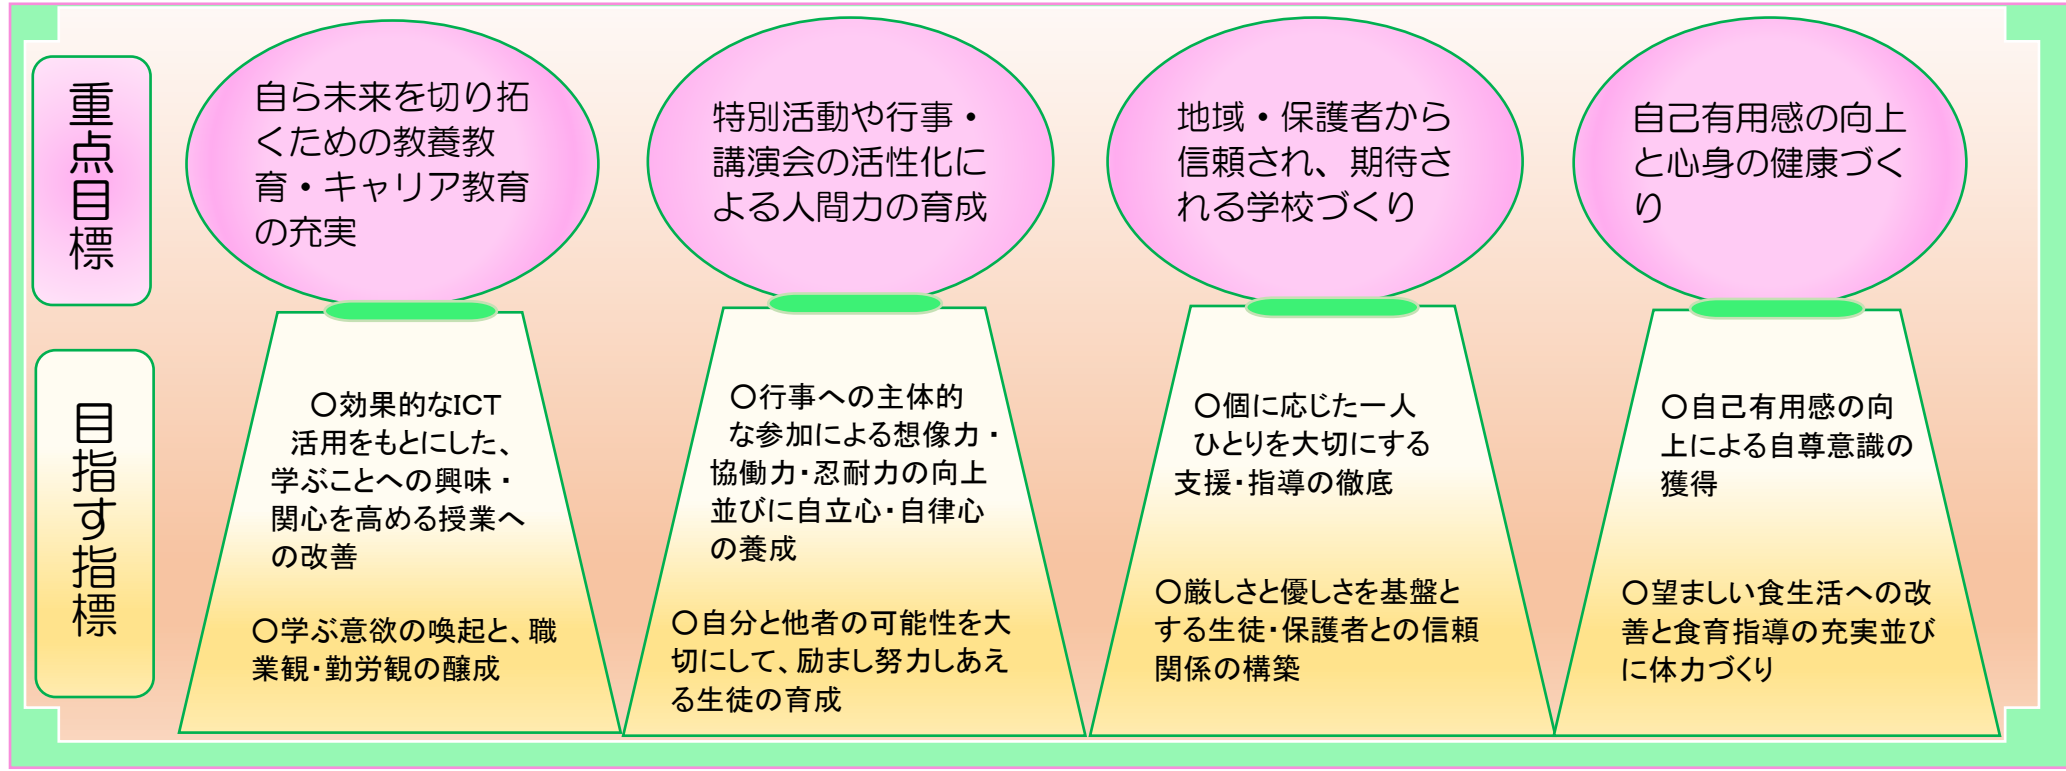 重点目標
自ら未来を切り拓
くための教養教
育・キャリア教育
の充実
特別活動や行事・
講演会の活性化に
よる人間力の育成
地域・保護者から
信頼され、期待さ
れる学校づくり
自己有用感の向上
と心身の健康づく
り
目指す指標
〇効果的なICT
活用をもとにした、
学ぶことへの興味・
関心を高める授業へ
の改善
〇学ぶ意欲の喚起と、職
業観・勤労観の醸成
〇行事への主体的
な参加による想像力・
協働力・忍耐力の向上
並びに自立心・自律心
の養成
〇自分と他者の可能性を大
切にして、励まし努力しあえ
る生徒の育成
〇個に応じた一人
ひとりを大切にする
支援・指導の徹底
〇厳しさと優しさを基盤と
する生徒・保護者との信頼
関係の構築
〇自己有用感の向
上による自尊意識の
獲得
〇望ましい食生活への改
善と食育指導の充実並び
に体力づくり